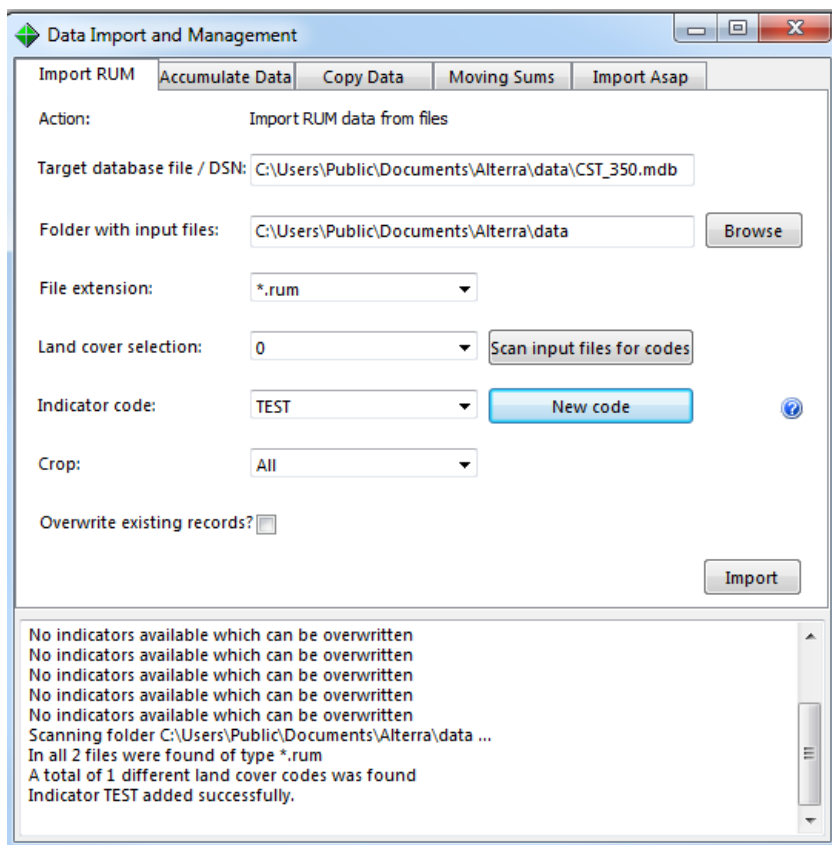 Data Import and Management
Import RUM Accumulate Data Copy Data Moving Sums Import Asap
Action: Import RUM data from files
Target database file / DSN: C:\Users\Public\Documents\Alterra\data\CST_350.mdb
Folder with input files: C:\Users\Public\Documents\Alterra\data Browse
File extension: *.rum
Land cover selection: 0 Scan input files for codes
Indicator code: TEST New code ?
Crop: All
Overwrite existing records?
Import
No indicators available which can be overwritten
No indicators available which can be overwritten
No indicators available which can be overwritten
No indicators available which can be overwritten
No indicators available which can be overwritten
Scanning folder C:\Users\Public\Documents\Alterra\data ...
In all 2 files were found of type *.rum
A total of 1 different land cover codes was found
Indicator TEST added successfully.